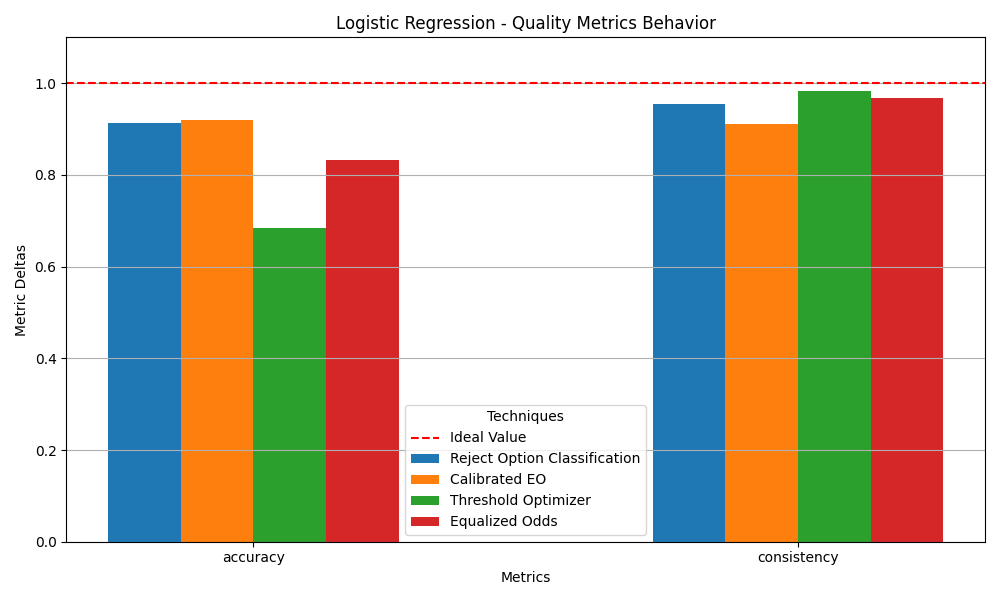 Logistic Regression - Quality Metrics Behavior
Metric Deltas
1.0
0.8
0.6
0.4
0.2
0.0
Techniques
Ideal Value
Reject Option Classification
Calibrated EO
Threshold Optimizer
Equalized Odds
accuracy
consistency
Metrics